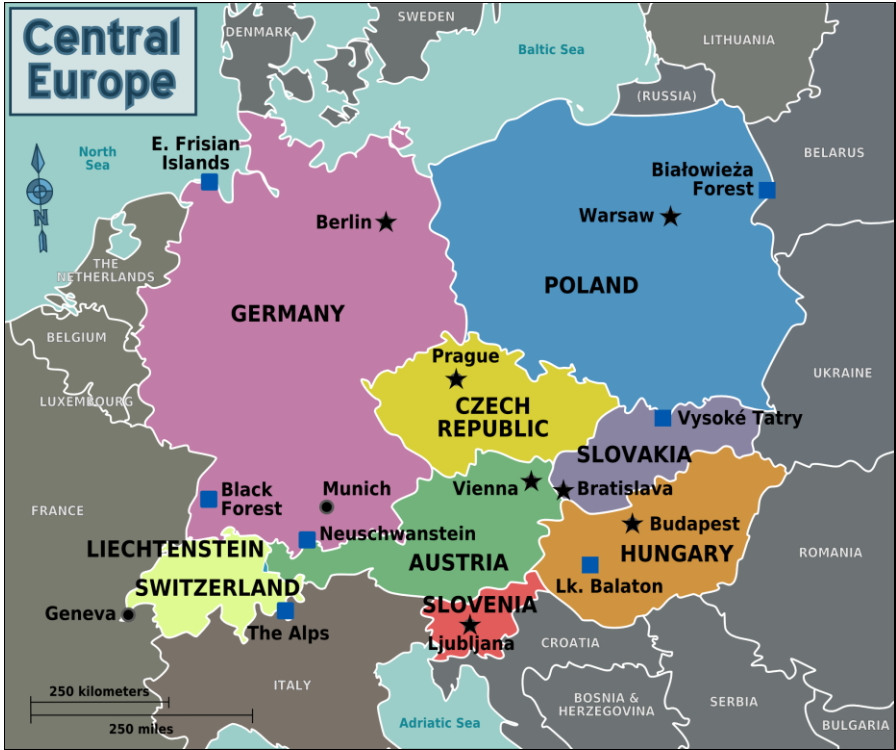 Central
Europe
DENMARK
SWEDEN
Baltic Sea
LITHUANIA
(RUSSIA)
North
Sea
E. Frisian
Islands
BELARUS
Białowieża
Forest
Berlin
Warsaw
N
THE
NETHERLANDS
POLAND
GERMANY
BELGIUM
Prague
UKRAINE
LUXEMBOURG
CZECH
REPUBLIC
Vysoké Tatry
SLOVAKIA
Black
Forest
Munich
Vienna
Bratislava
FRANCE
Neuschwanstein
Budapest
LIECHTENSTEIN
AUSTRIA
HUNGARY
ROMANIA
SWITZERLAND
Lk. Balaton
SLOVENIA
Geneva
The Alps
Ljubljana
CROATIA
ITALY
250 kilometers
250 miles
BOSNIA &
HERZEGOVINA
SERBIA
Adriatic Sea
BULGARIA